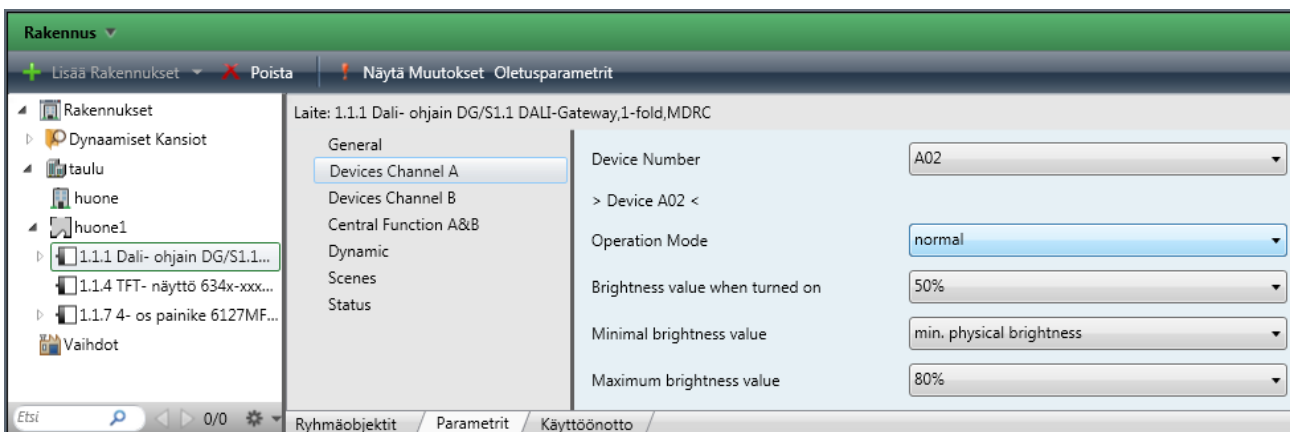 Rakennus
Lisää Rakennukset Poista Näytä Muutokset Oletusparametrit
Rakennukset
Dynaamiset Kansiot
taulu
huone
huone1
1.1.1 Dali- ohjain DG/S1.1...
1.1.4 TFT- näyttö 634x-xxx...
1.1.7 4- os painike 6127MF...
Vaihdot
Etsi 0/0
Laite: 1.1.1 Dali- ohjain DG/S1.1 DALI-Gateway,1-fold,MDRC
General
Devices Channel A
Devices Channel B
Central Function A&B
Dynamic
Scenes
Status
Device Number A02
> Device A02 <
Operation Mode normal
Brightness value when turned on 50%
Minimal brightness value min. physical brightness
Maximum brightness value 80%
Ryhmäobjektit Parametrit Käyttöönotto